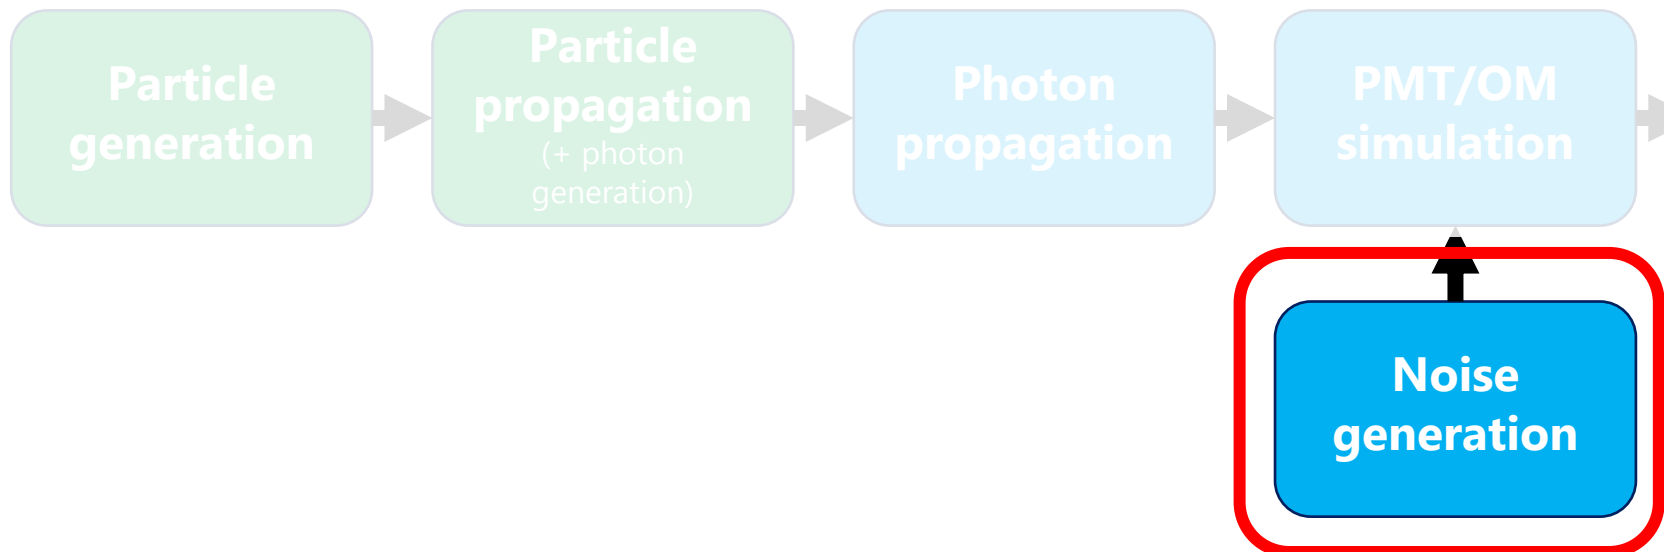 Particle
generation
Particle
propagation
(+ photon
generation)
Photon
propagation
PMT/OM
simulation
Noise
generation